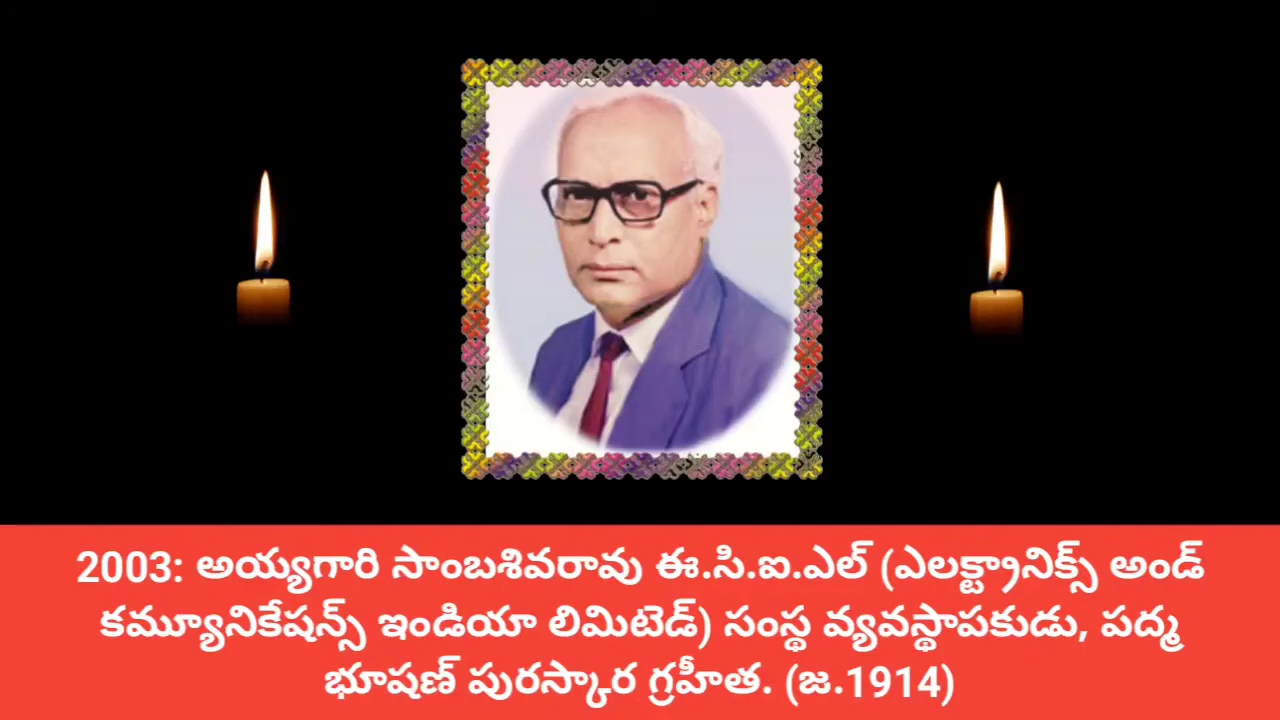 2003: అయ్యగారి సాంబశివరావు ఈ.సి.ఐ.ఎల్ (ఎలక్ట్రానిక్స్ అండ్
కమ్యూనికేషన్స్ ఇండియా లిమిటెడ్) సంస్థ వ్యవస్థాపకుడు, పద్మ
భూషణ్ పురస్కార గ్రహీత. (జ.1914)